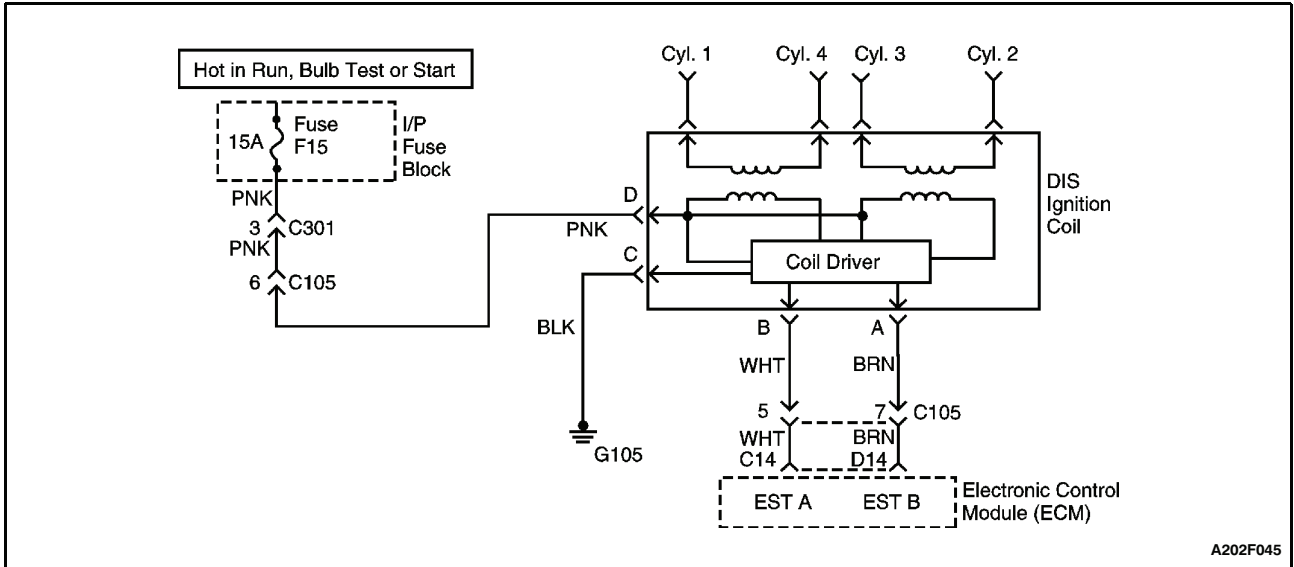 Hot in Run, Bulb Test or Start
15A
Fuse
F15
I/P
Fuse
Block
PNK
3
C301
PNK
6
C105
Cyl. 1
Cyl. 4
Cyl. 3
Cyl. 2
DIS
Ignition
Coil
D
PNK
C
Coil Driver
BLK
G105
B
A
WHT
BRN
5
7
C105
WHT
BRN
C14
D14
EST A
EST B
Electronic Control
Module (ECM)
A202F045